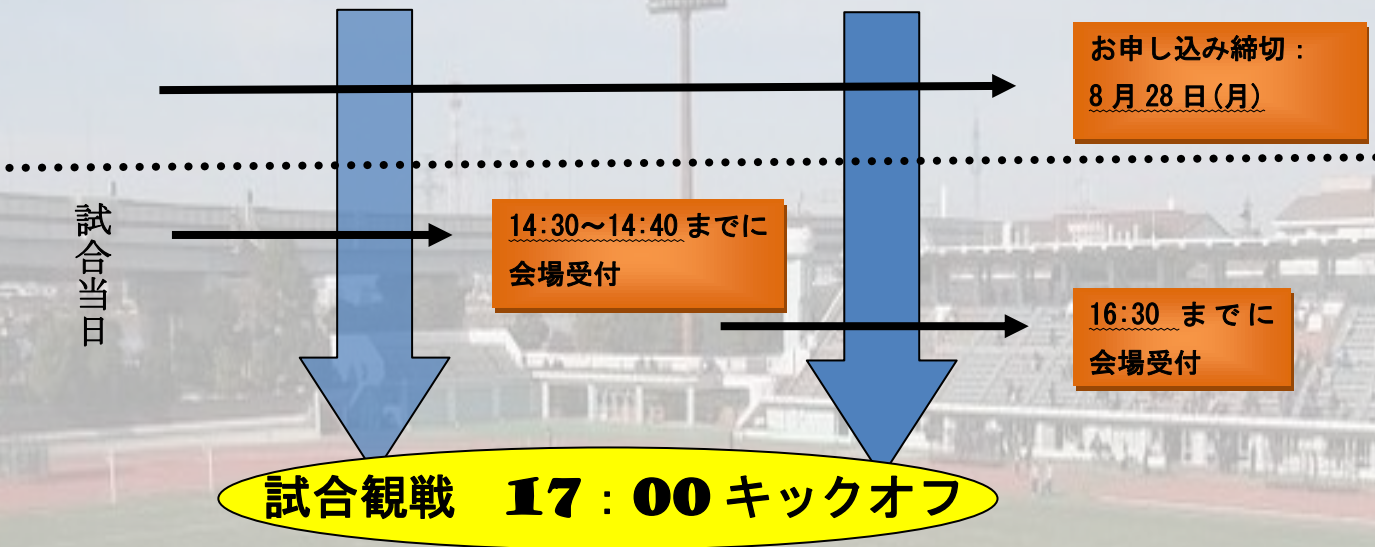 お申し込み締切：
8月28日(月)
試合当日
14:30～14:40までに
会場受付
16:30 までに
会場受付
試合観戦　17：00キックオフ